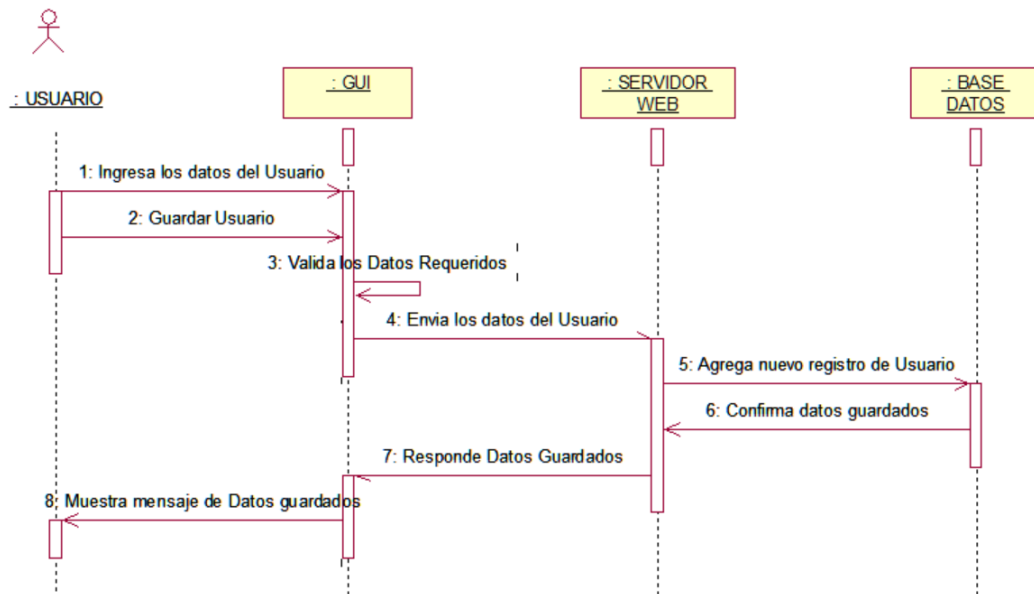 : USUARIO
: GUI
: SERVIDOR
WEB
: BASE
DATOS
1: Ingresa los datos del Usuario
2: Guardar Usuario
3: Valida los Datos Requeridos
4: Envia los datos del Usuario
5: Agrega nuevo registro de Usuario
6: Confirma datos guardados
7: Responde Datos Guardados
8: Muestra mensaje de Datos guardados